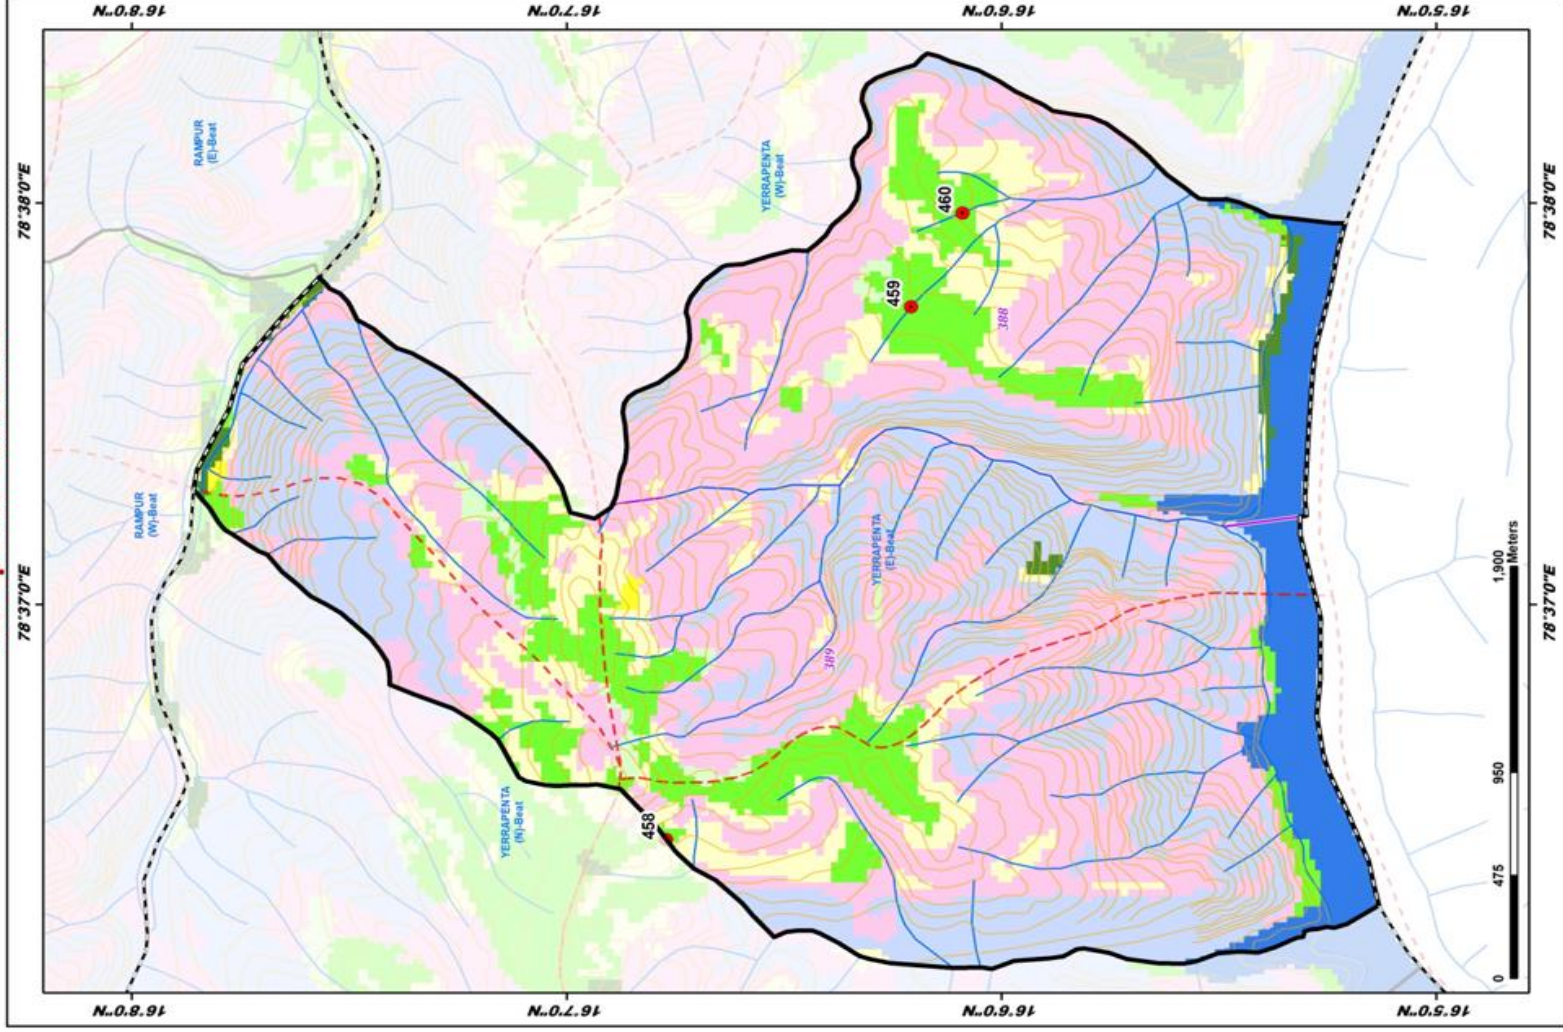 16°8'0"N
16°7'0"N
16°6'0"N
16°5'0"N
78°38'0"E
78°38'0"E
RAMPUR
(E)-Beat
YERRAPENTA
(W)-Beat
460
459
388
RAMPUR
(W)-Beat
YERRAPENTA
(E)-Beat
78°37'0"E
78°37'0"E
389
YERRAPENTA
(N)-Beat
458
0 475 950 1,900
Meters
16°8'0"N
16°7'0"N
16°6'0"N
16°5'0"N